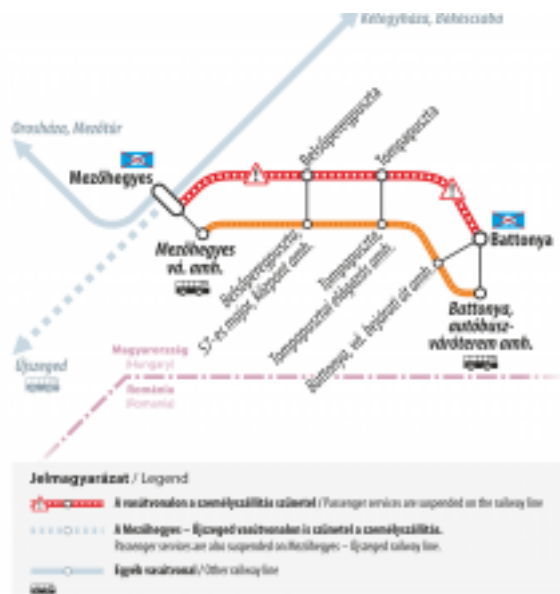 Kétegyháza, Békéscsaba
Orosháza, Mezőtúr
Belsőperegpuszta
Tompapuszta
Mezőhegyes
Battonya
Mezőhegyes
vá. amh.
Belsőperegpuszta,
57-es major, központ amh.
Tompapuszta,
Tompapusztai elágazás amh.
Battonya, vá. bejárati út amh.
Battonya,
autóbusz-
váróterem amh.
Újszeged
Magyarország
(Hungary)
Románia
(Romania)
Jelmagyarázat / Legend
A vasútvonalon a személyszállítás szünetel / Passenger services are suspended on the railway line
A Mezőhegyes – Újszeged vasútvonalon is szünetel a személyszállítás.
Passenger services are also suspended on Mezőhegyes – Újszeged railway line.
Egyéb vasútvonal / Other railway line